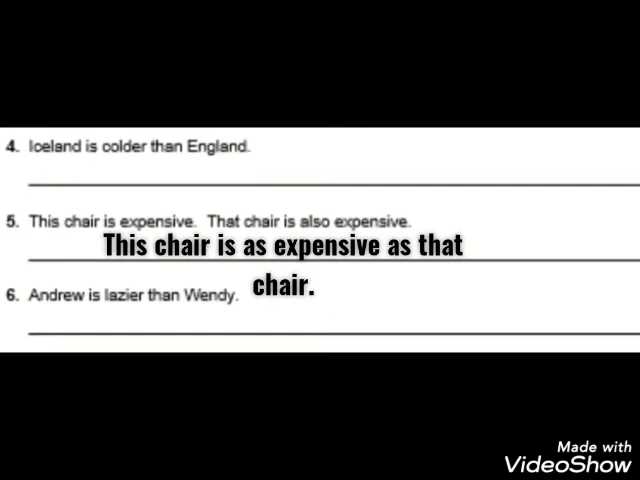 4. Iceland is colder than England.
5. This chair is expensive. That chair is also expensive.
This chair is as expensive as that
chair.
6. Andrew is lazier than Wendy.
Made with
VideoShow